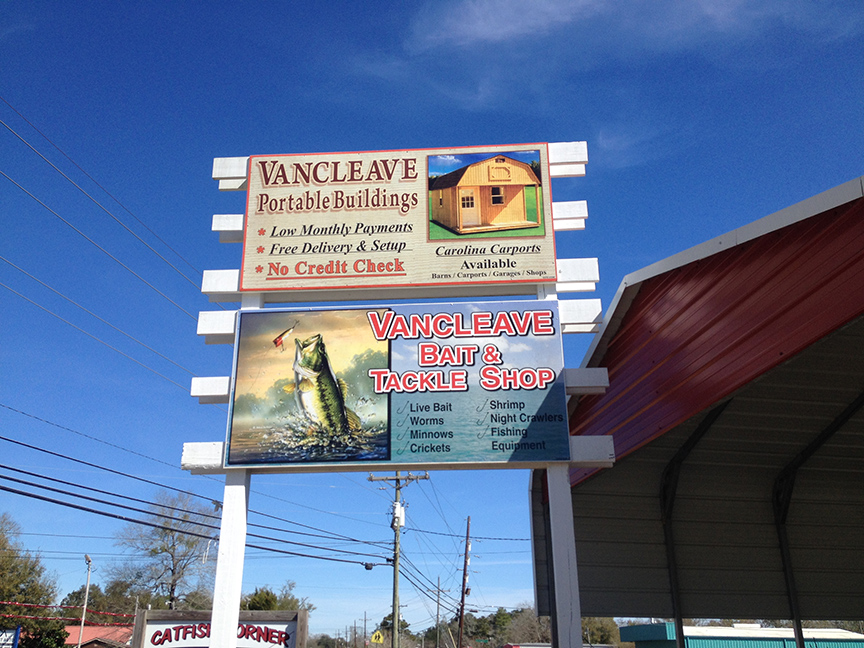 VANCLEAVE
Portable Buildings
* Low Monthly Payments
* Free Delivery & Setup
* No Credit Check
Carolina Carports
Available
Barns / Carports / Garages / Shops
VANCLEAVE
BAIT &
TACKLE SHOP
✓ Live Bait
✓ Worms
✓ Minnows
✓ Crickets
✓ Shrimp
✓ Night Crawlers
✓ Fishing
Equipment
CATFISH CORNER